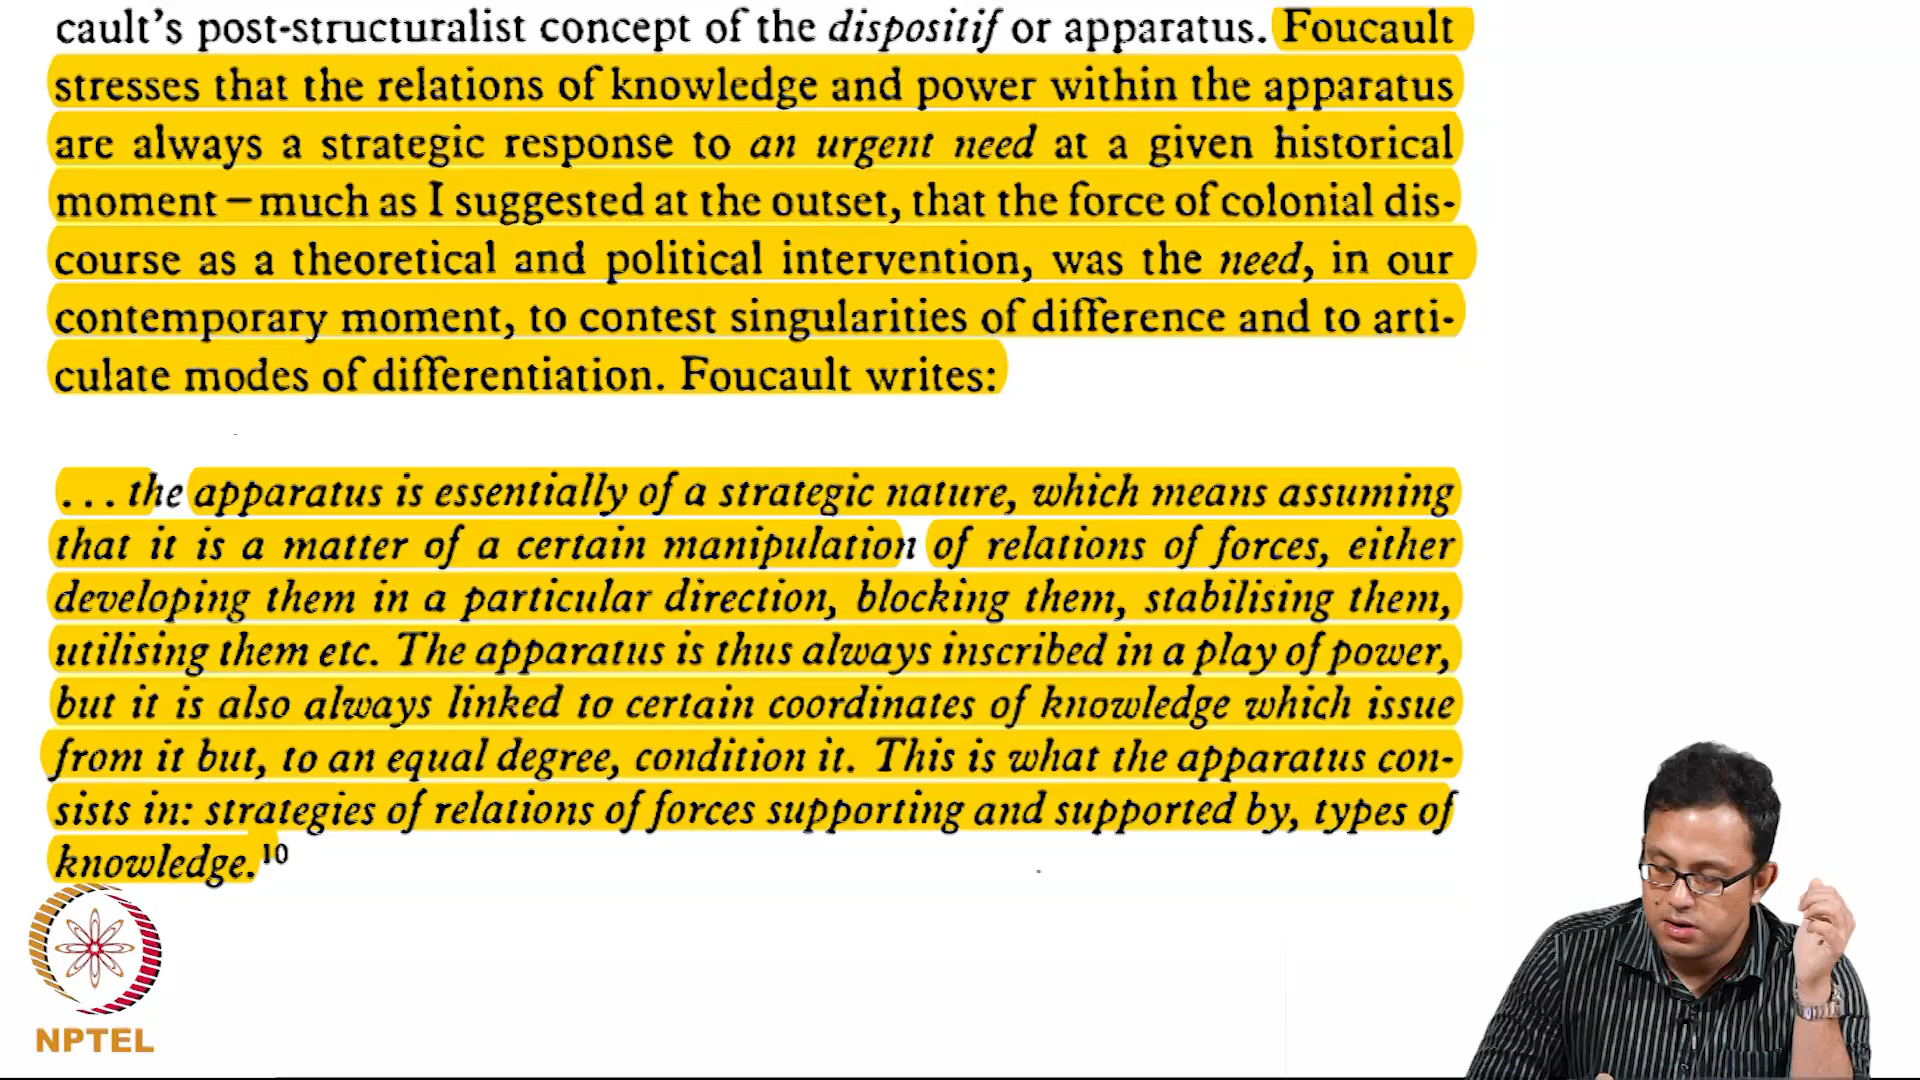 cault's post-structuralist concept of the dispositif or apparatus. Foucault
stresses that the relations of knowledge and power within the apparatus
are always a strategic response to an urgent need at a given historical
moment—much as I suggested at the outset, that the force of colonial dis-
course as a theoretical and political intervention, was the need, in our
contemporary moment, to contest singularities of difference and to arti-
culate modes of differentiation. Foucault writes:
... the apparatus is essentially of a strategic nature, which means assuming
that it is a matter of a certain manipulation of relations of forces, either
developing them in a particular direction, blocking them, stabilising them,
utilising them etc. The apparatus is thus always inscribed in a play of power,
but it is also always linked to certain coordinates of knowledge which issue
from it but, to an equal degree, condition it. This is what the apparatus con-
sists in: strategies of relations of forces supporting and supported by, types of
knowledge.10
NPTEL